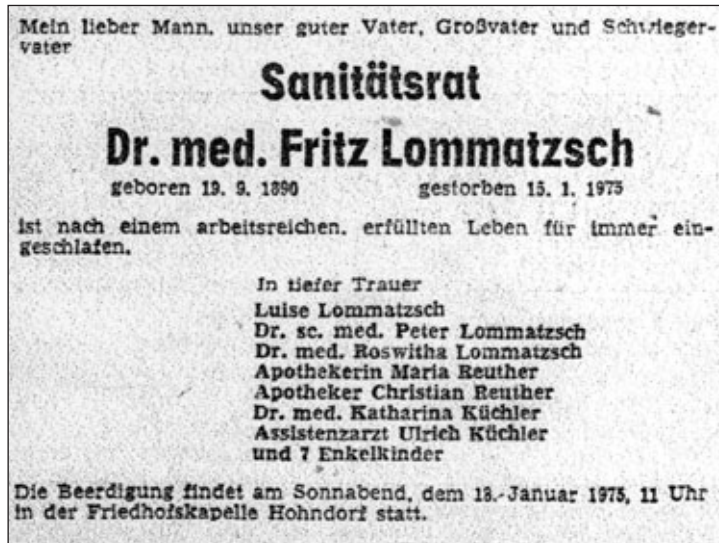 Mein lieber Mann, unser guter Vater, Großvater und Schwieger-
vater
Sanitätsrat
Dr. med. Fritz Lommatzsch
geboren 19. 9. 1890 gestorben 15. 1. 1975
ist nach einem arbeitsreichen, erfüllten Leben für immer ein-
geschlafen.
In tiefer Trauer
Luise Lommatzsch
Dr. sc. med. Peter Lommatzsch
Dr. med. Roswitha Lommatzsch
Apothekerin Maria Reuther
Apotheker Christian Reuther
Dr. med. Katharina Küchler
Assistenzarzt Ulrich Küchler
und 7 Enkelkinder
Die Beerdigung findet am Sonnabend, dem 18. Januar 1975, 11 Uhr
in der Friedhofskapelle Hohndorf statt.